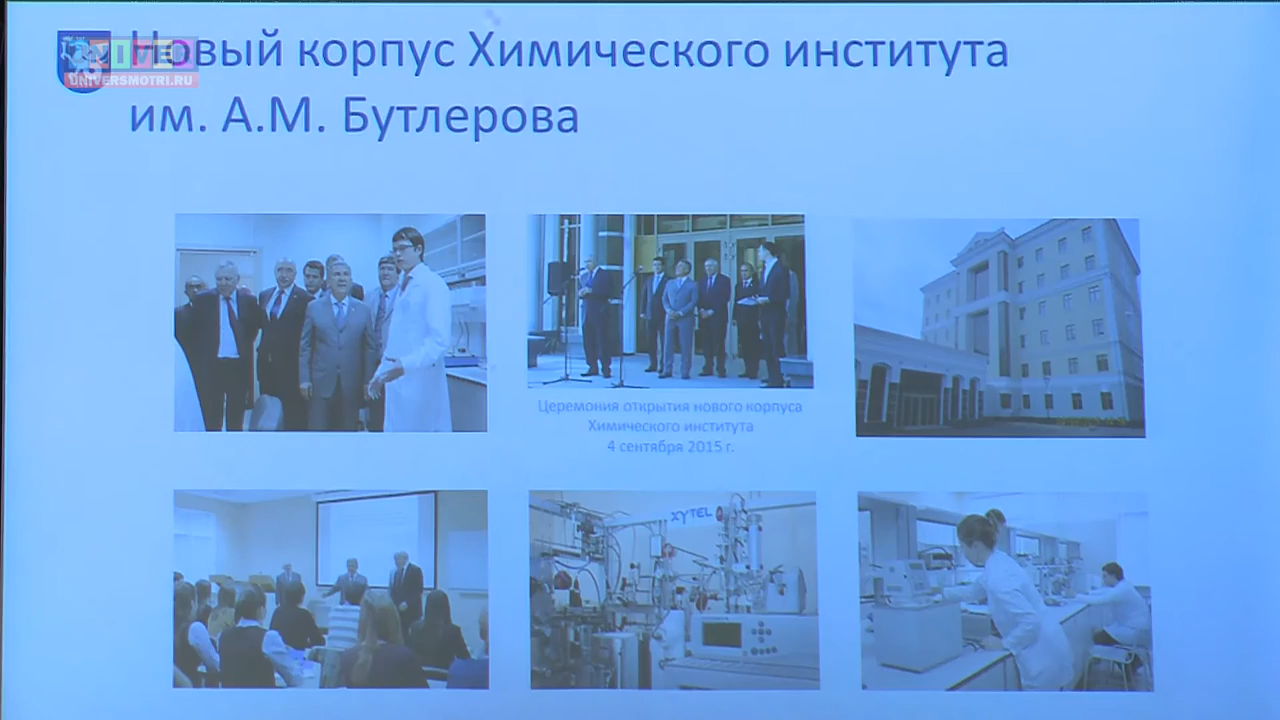 Новый корпус Химического института
им. А.М. Бутлерова
UNIVERSMOTRI.RU
Церемония открытия нового корпуса
Химического института
4 сентября 2015 г.
XYTEL